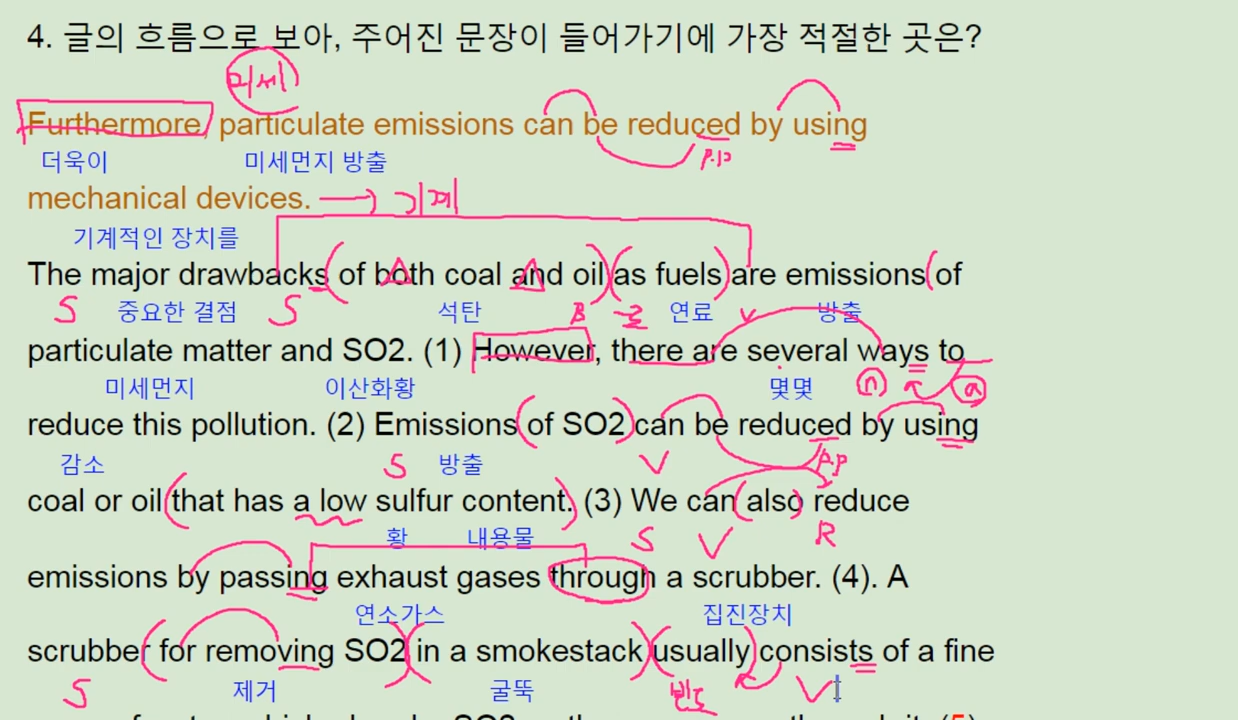 4. 글의 흐름으로 보아, 주어진 문장이 들어가기에 가장 적절한 곳은?
미세
Furthermore, particulate emissions can be reduced by using
더욱이 미세먼지 방출 p.p
mechanical devices. → 기계
기계적인 장치를
The major drawbacks (of both coal and oil) (as fuels) are emissions (of
S 중요한 결점 S 석탄 B 로 연료 v 방출
particulate matter and SO2. (1) However, there are several ways to
미세먼지 이산화황 몇몇 n a
reduce this pollution. (2) Emissions (of SO2) can be reduced by using
감소 S 방출 V p.p
coal or oil (that has a low sulfur content.) (3) We can (also) reduce
황 내용물 S V R
emissions by passing exhaust gases through a scrubber. (4). A
연소가스 집진장치
scrubber (for removing SO2) (in a smokestack) (usually) consists of a fine
S 제거 굴뚝 빈도 V